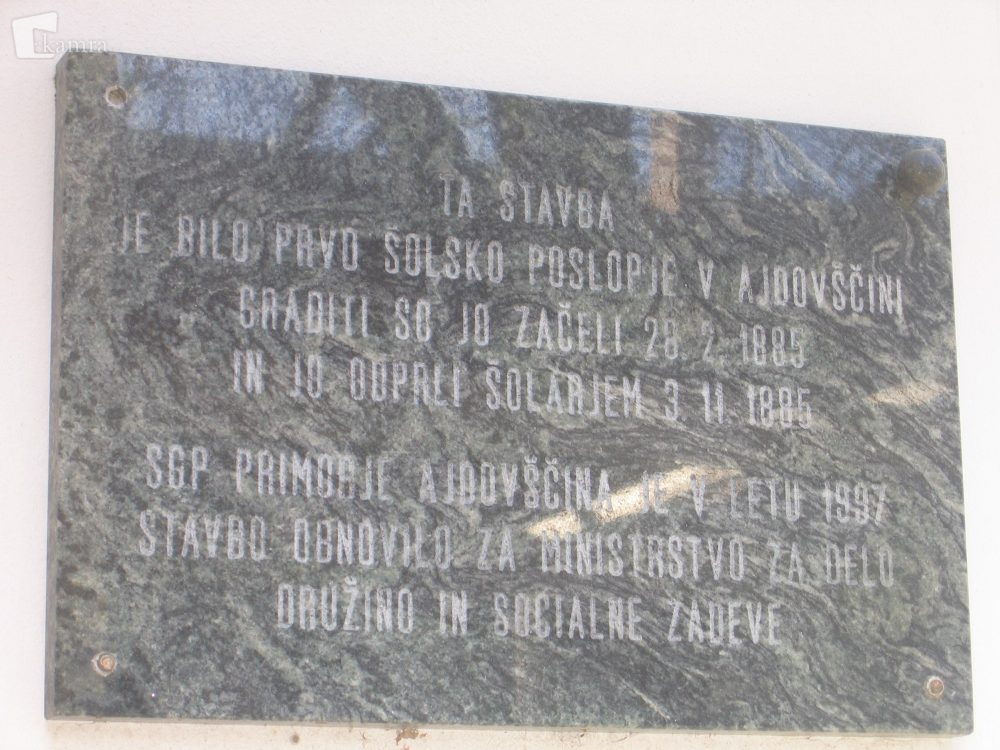 kamra
TA STAVBA
JE BILO PRVO ŠOLSKO POSLOPJE V AJDOVŠČINI
GRADITI SO JO ZAČELI 28. 2. 1885
IN JO ODPRLI ŠOLARJEM 3. 11. 1885
SGP PRIMORJE AJDOVŠČINA JE V LETU 1997
STAVBO OBNOVILO ZA MINISTRSTVO ZA DELO
DRUŽINO IN SOCIALNE ZADEVE